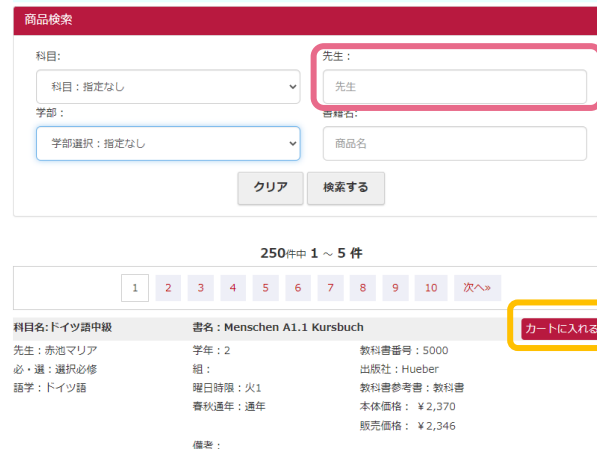 商品検索
科目:
先生：
科目：指定なし
先生
学部：
書籍名:
学部選択：指定なし
商品名
クリア
検索する
250件中 1 ～ 5 件
1 2 3 4 5 6 7 8 9 10 次へ»
科目名:ドイツ語中級
書名：Menschen A1.1 Kursbuch
カートに入れる
先生：赤池マリア
学年：2
教科書番号：5000
必・選：選択必修
組：
出版社：Hueber
語学：ドイツ語
曜日時限：火1
教科書参考書：教科書
春秋通年：通年
本体価格： ￥2,370
販売価格： ￥2,346
備考：